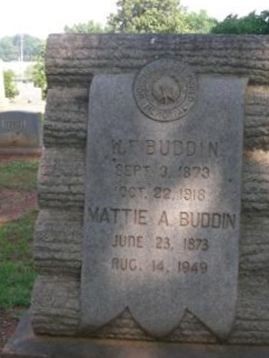 W.F. BUDDIN
SEPT. 3, 1873
OCT. 22, 1918
MATTIE A. BUDDIN
JUNE 23, 1873
AUG. 14, 1949